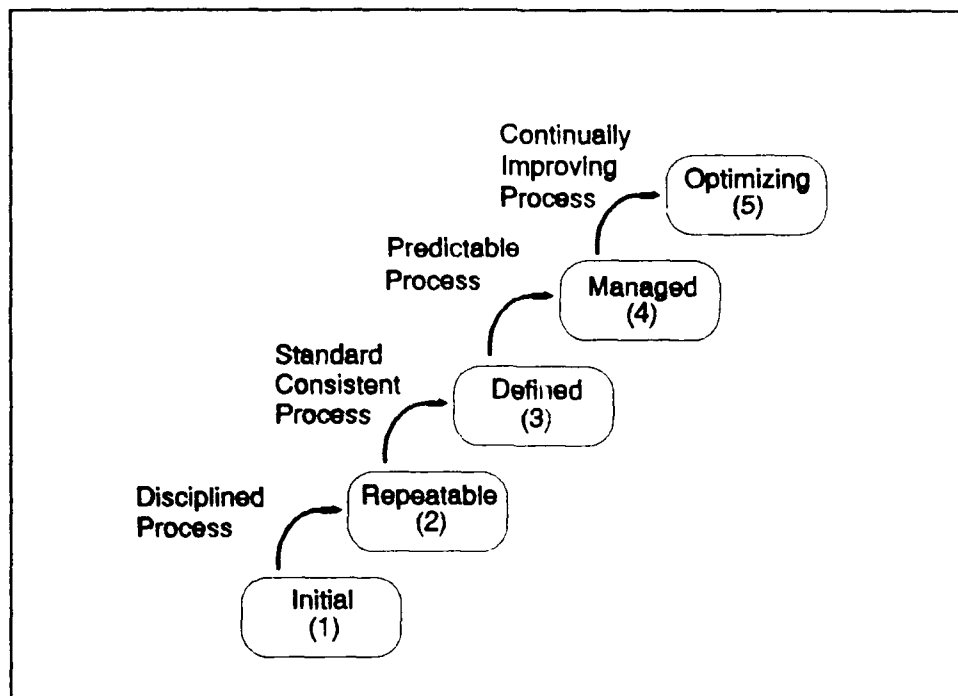 Continually
Improving
Process
Optimizing
(5)
Predictable
Process
Managed
(4)
Standard
Consistent
Process
Defined
(3)
Disciplined
Process
Repeatable
(2)
Initial
(1)